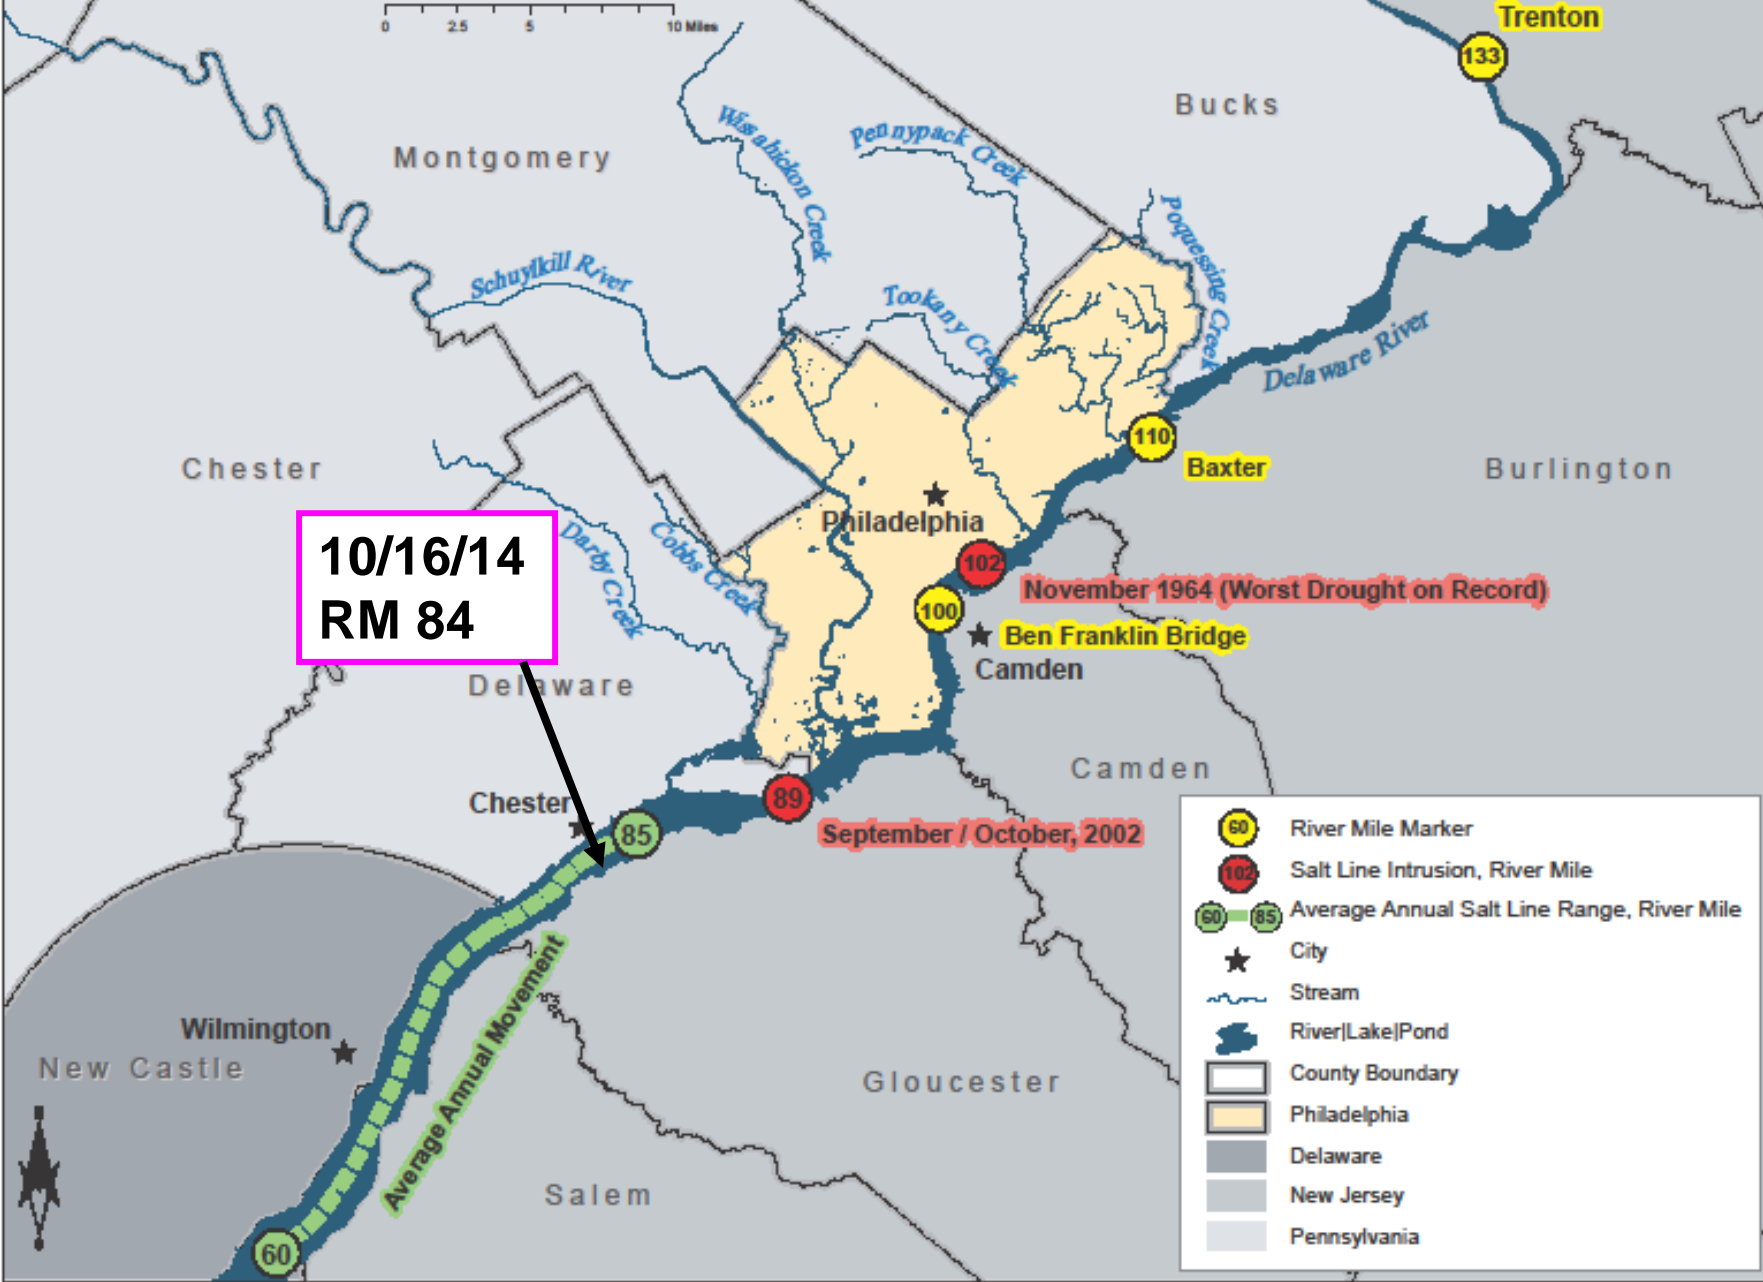 0 2.5 5 10 Miles
Trenton
133
Bucks
Montgomery
Wissahickon Creek
Pennypack Creek
Poquessing Creek
Schuylkill River
Tookany Creek
Delaware River
110
Baxter
Chester
Burlington
Philadelphia
10/16/14
RM 84
Darby Creek
Cobbs Creek
102
November 1964 (Worst Drought on Record)
100
Ben Franklin Bridge
Camden
Delaware
Camden
Chester
89
85
September / October, 2002
Average Annual Movement
Wilmington
New Castle
Gloucester
Salem
60
60 River Mile Marker
102 Salt Line Intrusion, River Mile
60 85 Average Annual Salt Line Range, River Mile
City
Stream
River|Lake|Pond
County Boundary
Philadelphia
Delaware
New Jersey
Pennsylvania